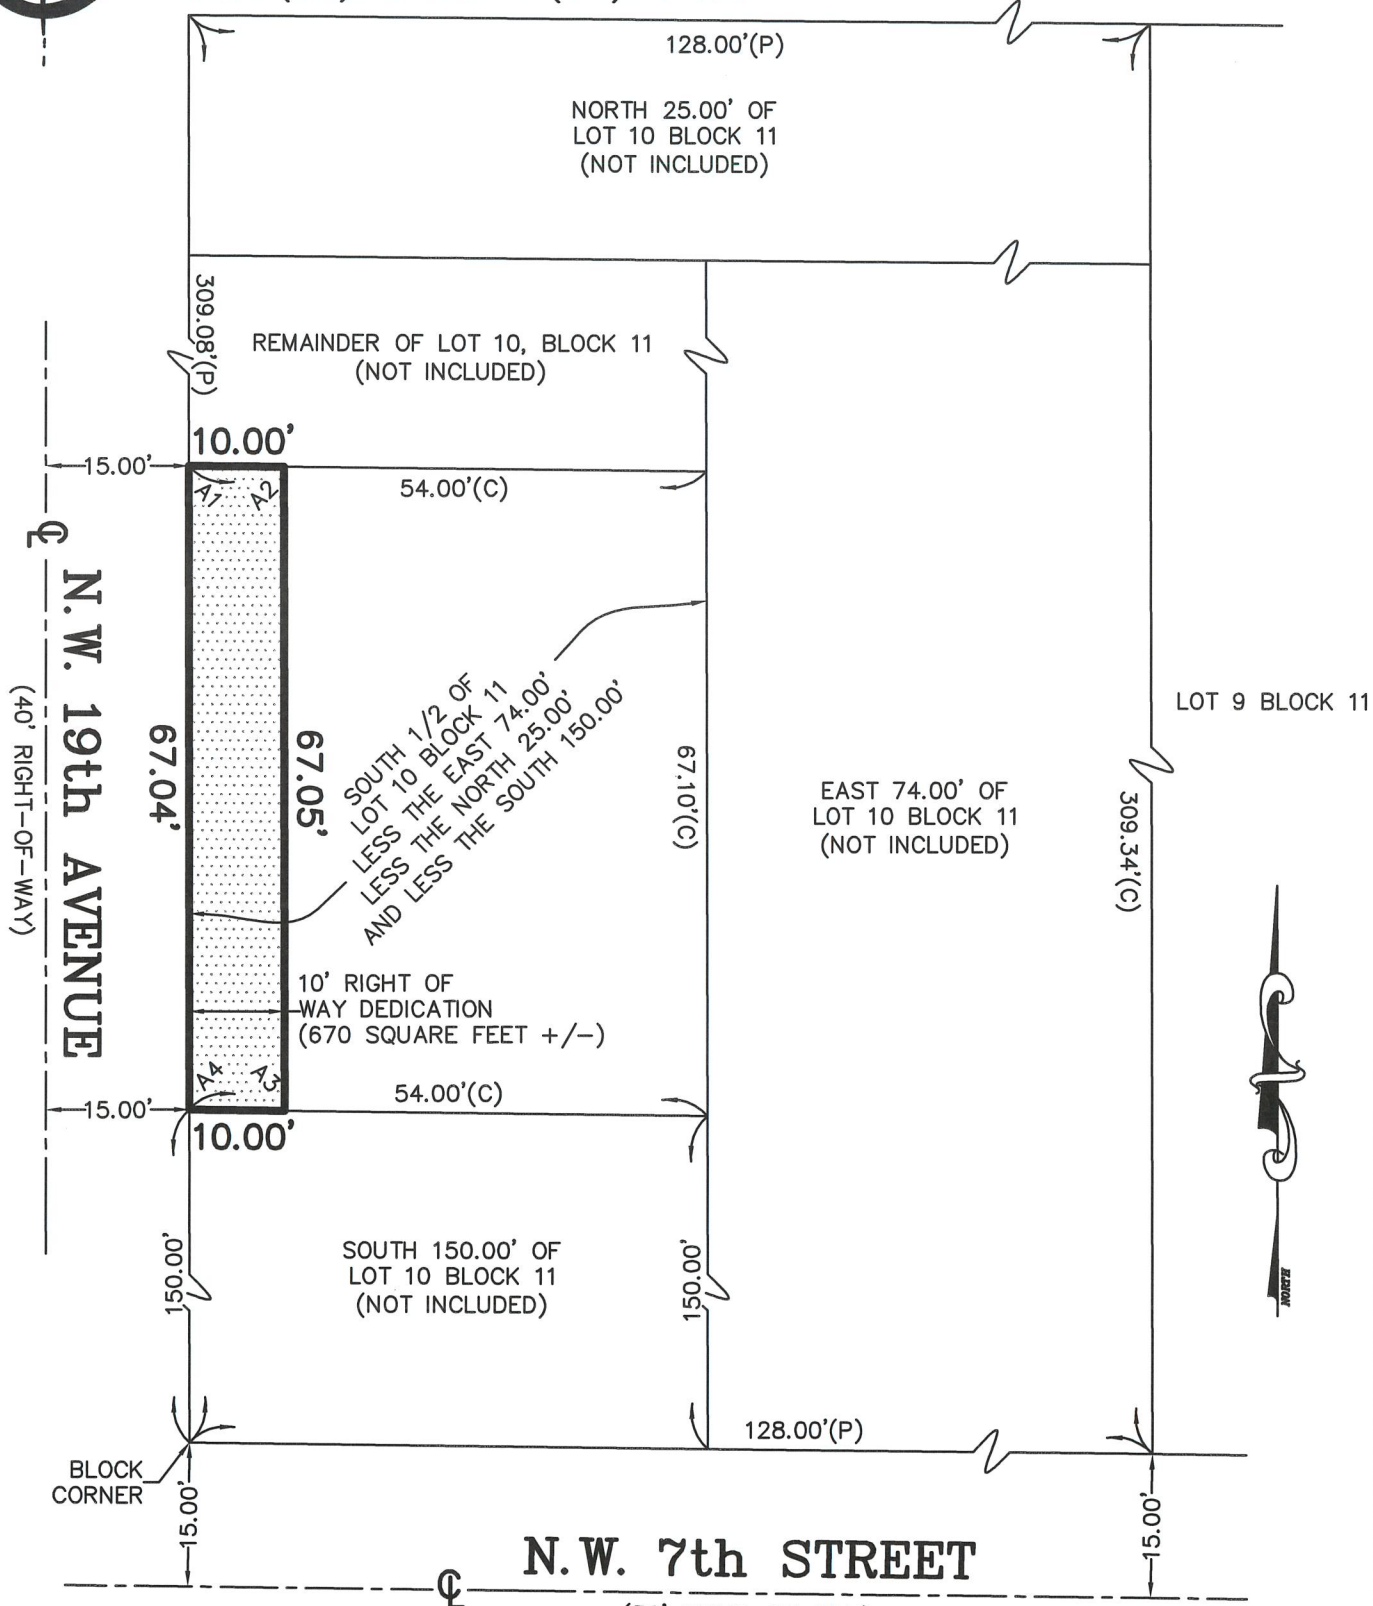 128.00'(P)
NORTH 25.00' OF
LOT 10 BLOCK 11
(NOT INCLUDED)
309.08'(P)
REMAINDER OF LOT 10, BLOCK 11
(NOT INCLUDED)
10.00'
15.00'
54.00'(C)
A1
A2
℄
N.W. 19th AVENUE
(40' RIGHT-OF-WAY)
67.04'
67.05'
SOUTH 1/2 OF
LOT 10 BLOCK 11
LESS THE EAST 74.00'
LESS THE NORTH 25.00'
AND LESS THE SOUTH 150.00'
67.10'(C)
EAST 74.00' OF
LOT 10 BLOCK 11
(NOT INCLUDED)
309.34'(C)
LOT 9 BLOCK 11
10' RIGHT OF
WAY DEDICATION
(670 SQUARE FEET +/-)
A4
A3
15.00'
54.00'(C)
10.00'
150.00'
SOUTH 150.00' OF
LOT 10 BLOCK 11
(NOT INCLUDED)
150.00'
128.00'(P)
BLOCK
CORNER
15.00'
15.00'
N.W. 7th STREET
℄